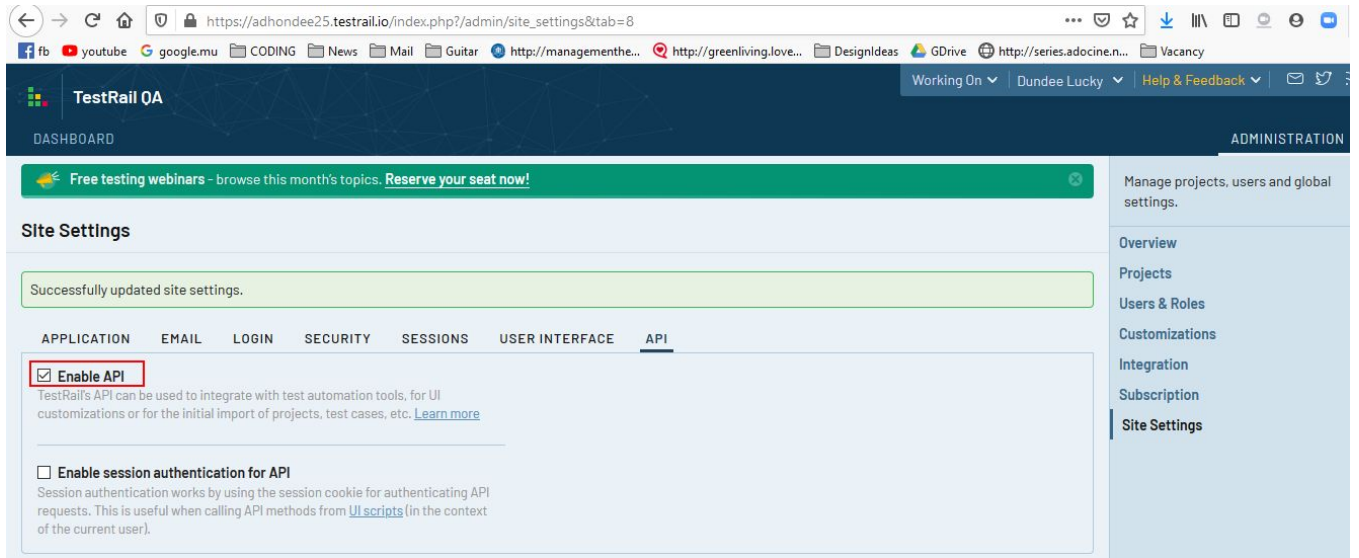 https://adhondee25.testrail.io/index.php?/admin/site_settings&tab=8
fb youtube google.mu CODING News Mail Guitar http://managementhe... http://greenliving.love... DesignIdeas GDrive http://series.adocine.n... Vacancy
Working On Dundee Lucky Help & Feedback
TestRail QA
DASHBOARD
ADMINISTRATION
Free testing webinars - browse this month's topics. Reserve your seat now!
Manage projects, users and global
settings.
Site Settings
Overview
Projects
Users & Roles
Customizations
Integration
Subscription
Site Settings
Successfully updated site settings.
APPLICATION EMAIL LOGIN SECURITY SESSIONS USER INTERFACE API
Enable API
TestRail's API can be used to integrate with test automation tools, for UI
customizations or for the initial import of projects, test cases, etc. Learn more
Enable session authentication for API
Session authentication works by using the session cookie for authenticating API
requests. This is useful when calling API methods from UI scripts (in the context
of the current user).